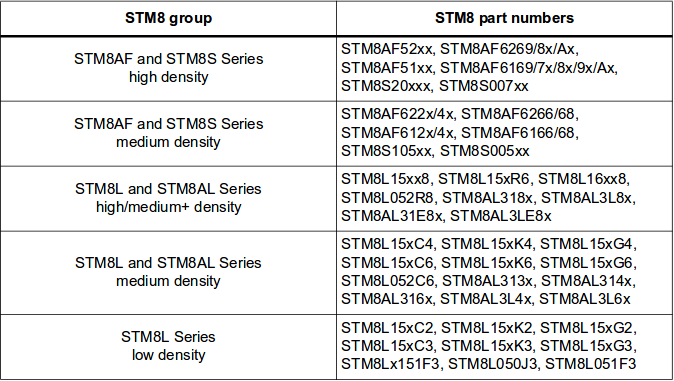 STM8 group
STM8 part numbers
STM8AF and STM8S Series
high density
STM8AF52xx, STM8AF6269/8x/Ax,
STM8AF51xx, STM8AF6169/7x/8x/9x/Ax,
STM8S20xxx, STM8S007xx
STM8AF and STM8S Series
medium density
STM8AF622x/4x, STM8AF6266/68,
STM8AF612x/4x, STM8AF6166/68,
STM8S105xx, STM8S005xx
STM8L and STM8AL Series
high/medium+ density
STM8L15xx8, STM8L15xR6, STM8L16xx8,
STM8L052R8, STM8AL318x, STM8AL3L8x,
STM8AL31E8x, STM8AL3LE8x
STM8L and STM8AL Series
medium density
STM8L15xC4, STM8L15xK4, STM8L15xG4,
STM8L15xC6, STM8L15xK6, STM8L15xG6,
STM8L052C6, STM8AL313x, STM8AL314x,
STM8AL316x, STM8AL3L4x, STM8AL3L6x
STM8L Series
low density
STM8L15xC2, STM8L15xK2, STM8L15xG2,
STM8L15xC3, STM8L15xK3, STM8L15xG3,
STM8Lx151F3, STM8L050J3, STM8L051F3